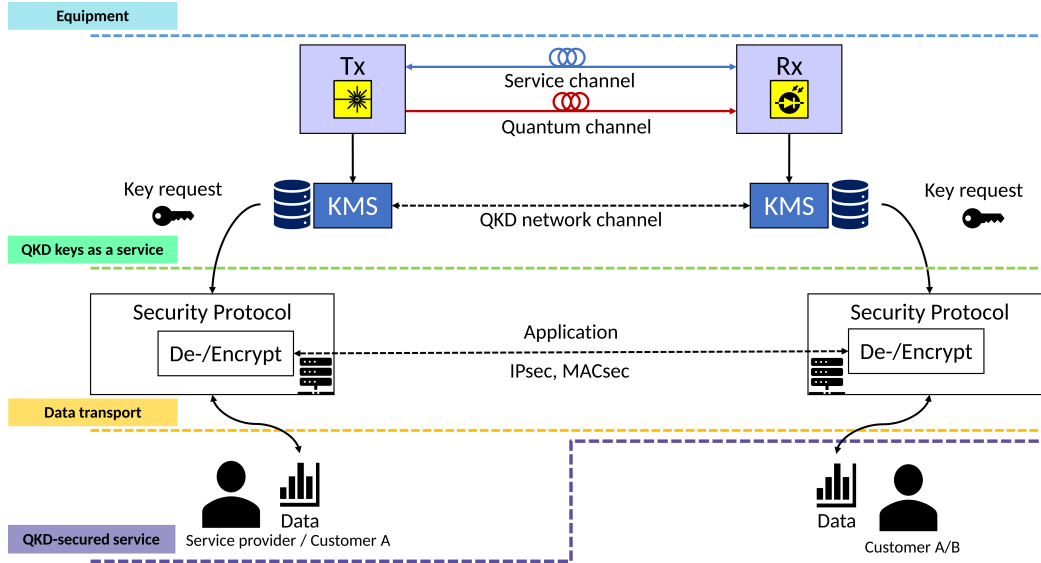 Equipment
Tx
Rx
Service channel
Quantum channel
Key request
KMS
QKD network channel
KMS
Key request
QKD keys as a service
Security Protocol
De-/Encrypt
Application
IPsec, MACsec
Security Protocol
De-/Encrypt
Data transport
Data
Service provider / Customer A
Data
Customer A/B
QKD-secured service